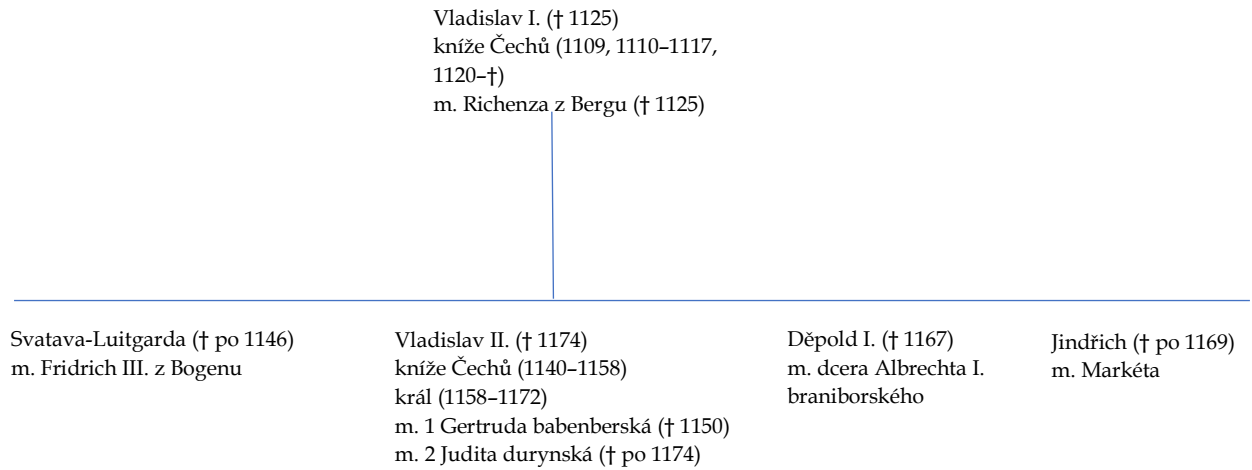 Vladislav I. († 1125)
kníže Čechů (1109, 1110–1117,
1120–†)
m. Richenza z Bergu († 1125)
Svatava-Luitgarda († po 1146)
m. Fridrich III. z Bogenu
Vladislav II. († 1174)
kníže Čechů (1140–1158)
král (1158–1172)
m. 1 Gertruda babenberská († 1150)
m. 2 Judita durynská († po 1174)
Děpold I. († 1167)
m. dcera Albrechta I.
braniborského
Jindřich († po 1169)
m. Markéta